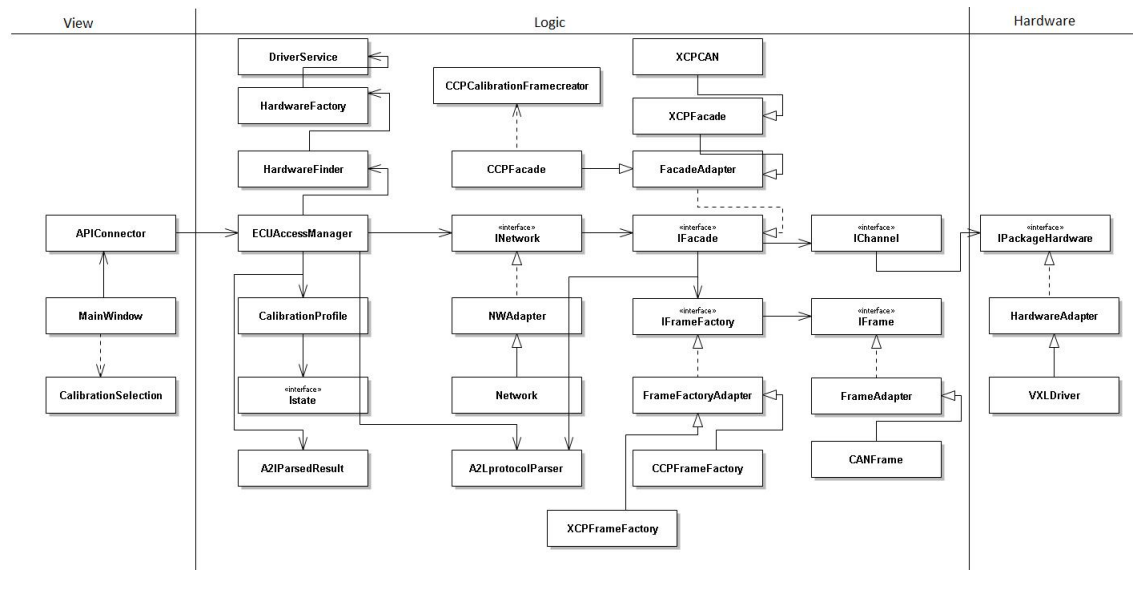 View
Logic
Hardware
DriverService
XCPCAN
CCPCalibrationFramecreator
HardwareFactory
XCPFacade
HardwareFinder
CCPFacade
FacadeAdapter
APIConnector
ECUAccessManager
«interface»
INetwork
«interface»
IFacade
«interface»
IChannel
«interface»
IPackageHardware
MainWindow
CalibrationProfile
NWAdapter
«interface»
IFrameFactory
«interface»
IFrame
HardwareAdapter
CalibrationSelection
«interface»
Istate
Network
FrameFactoryAdapter
FrameAdapter
VXLDriver
A2lParsedResult
A2LprotocolParser
CCPFrameFactory
CANFrame
XCPFrameFactory